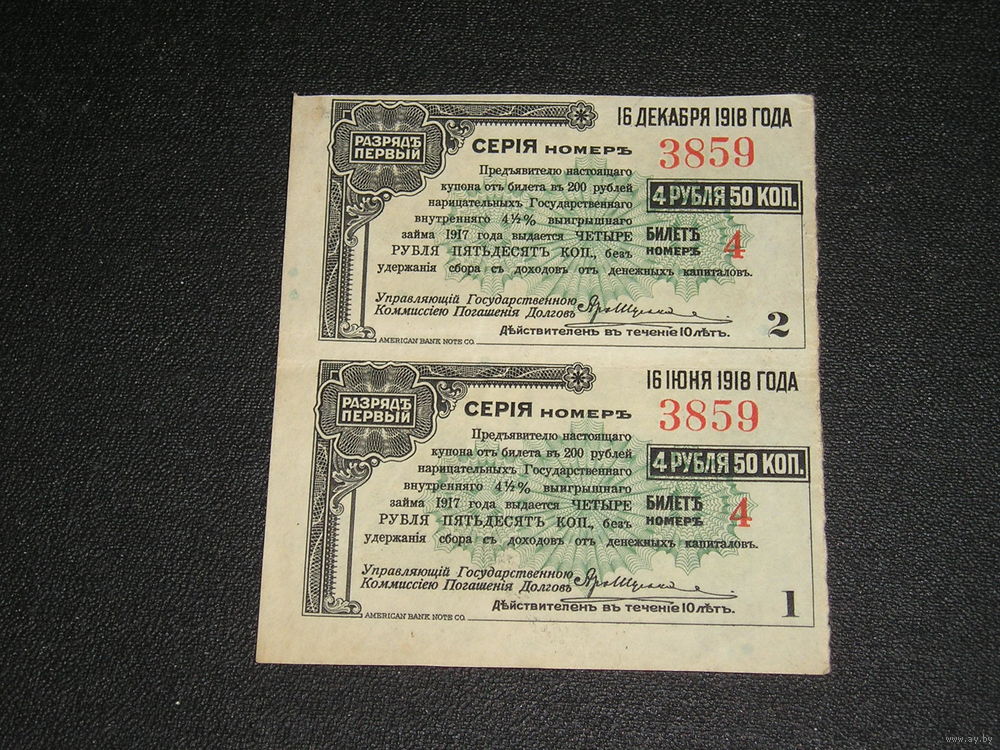 16 ДЕКАБРЯ 1918 ГОДА
РАЗРЯДЪ
ПЕРВЫЙ
СЕРІЯ НОМЕРЪ 3859
Предъявителю настоящаго
купона отъ билета въ 200 рублей
нарицательныхъ Государственнаго
внутренняго 4½% выигрышнаго
займа 1917 года выдается ЧЕТЫРЕ
РУБЛЯ ПЯТЬДЕСЯТЪ КОП., безъ
удержанія сбора съ доходовъ отъ денежныхъ капиталовъ.
4 РУБЛЯ 50 КОП.
БИЛЕТЪ
НОМЕРЪ 4
Управляющій Государственною
Коммиссіею Погашенія Долговъ
Дѣйствителенъ въ теченіе 10 лѣтъ.
2
AMERICAN BANK NOTE CO.
16 ІЮНЯ 1918 ГОДА
РАЗРЯДЪ
ПЕРВЫЙ
СЕРІЯ НОМЕРЪ 3859
Предъявителю настоящаго
купона отъ билета въ 200 рублей
нарицательныхъ Государственнаго
внутренняго 4½% выигрышнаго
займа 1917 года выдается ЧЕТЫРЕ
РУБЛЯ ПЯТЬДЕСЯТЪ КОП., безъ
удержанія сбора съ доходовъ отъ денежныхъ капиталовъ.
4 РУБЛЯ 50 КОП.
БИЛЕТЪ
НОМЕРЪ 4
Управляющій Государственною
Коммиссіею Погашенія Долговъ
Дѣйствителенъ въ теченіе 10 лѣтъ.
1
AMERICAN BANK NOTE CO.
www.ay.by